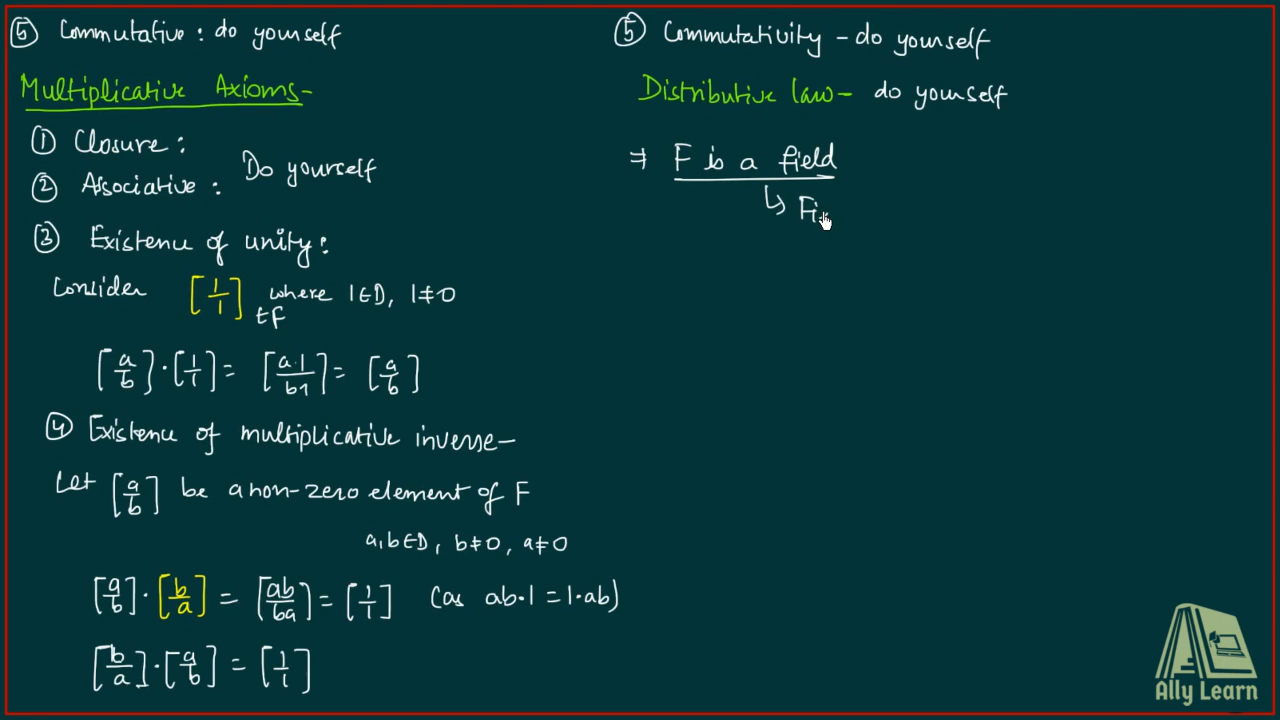 ⑤ Commutative : do yourself
Multiplicative Axioms-
① Closure :
② Associative :
Do yourself
③ Existence of unity :
Consider [1/1] where 1∈D, 1≠0
∈F
[a/b]·[1/1] = [a·1/b1] = [a/b]
④ Existence of multiplicative inverse-
Let [a/b] be a non-zero element of F
a,b∈D, b≠0, a≠0
[a/b]·[b/a] = [ab/ba] = [1/1] (as ab·1 = 1·ab)
[b/a]·[a/b] = [1/1]
⑤ Commutativity - do yourself
Distributive law- do yourself
⇒ F is a field
↳ Fi
ALLY LEARN